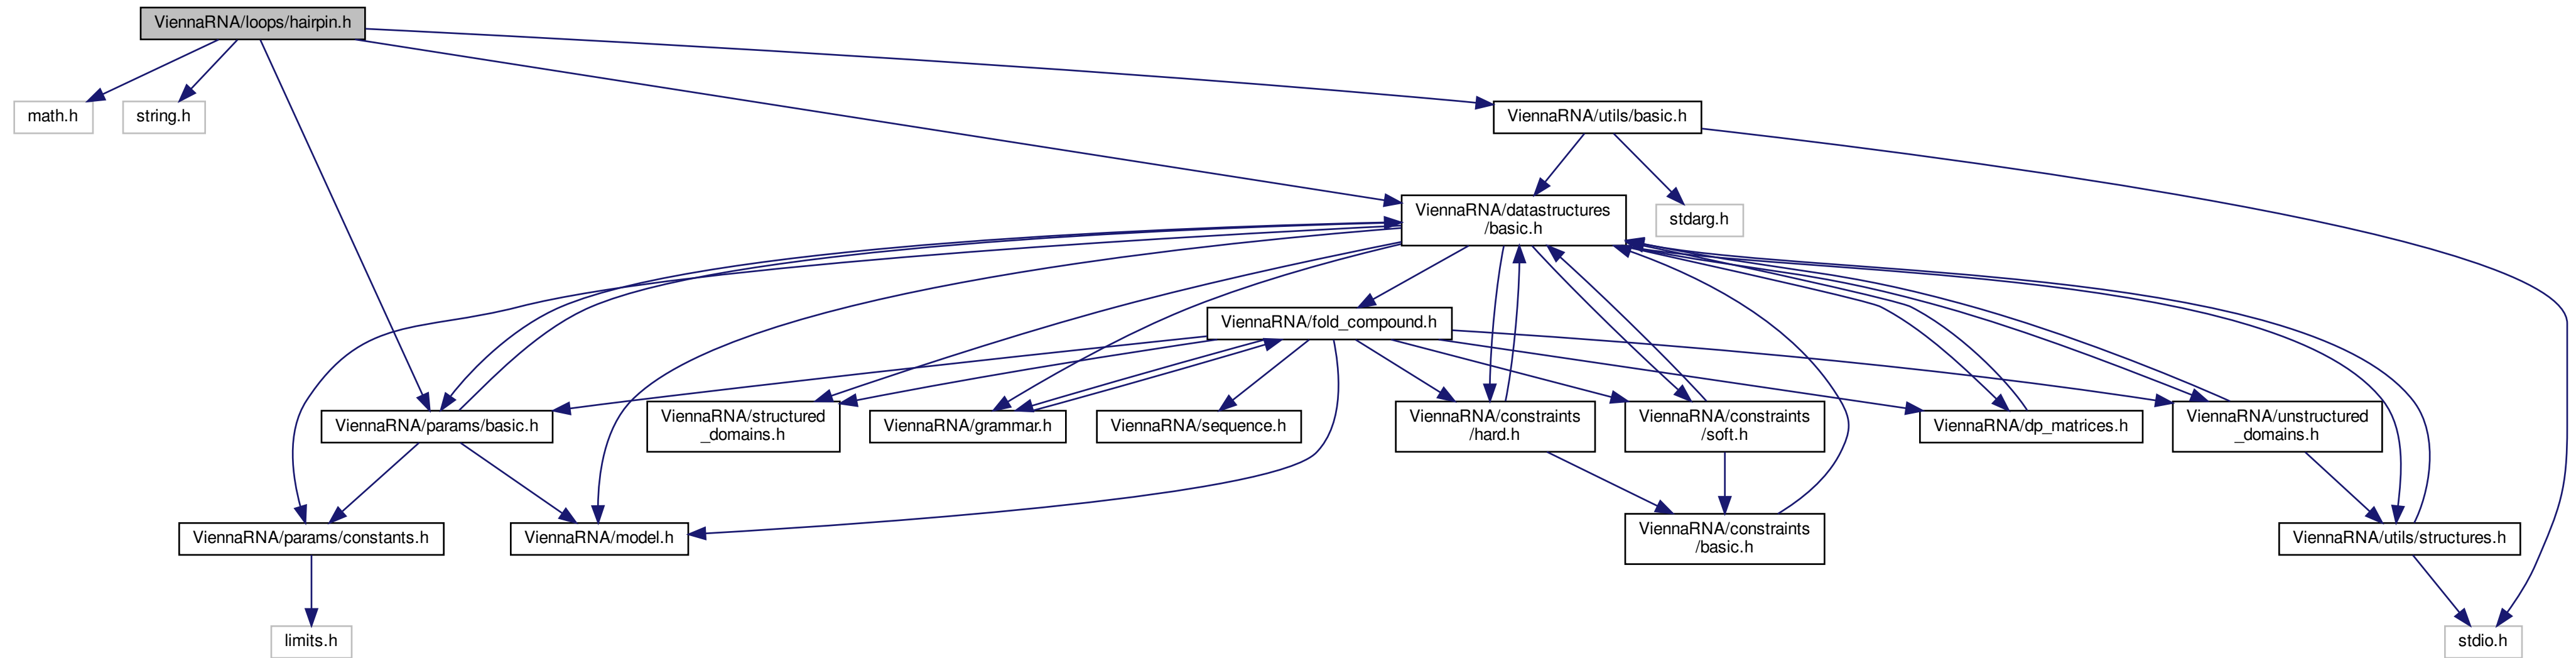 ViennaRNA/loops/hairpin.h
math.h
string.h
ViennaRNA/utils/basic.h
ViennaRNA/datastructures
/basic.h
stdarg.h
ViennaRNA/fold_compound.h
ViennaRNA/params/basic.h
ViennaRNA/structured
_domains.h
ViennaRNA/grammar.h
ViennaRNA/sequence.h
ViennaRNA/constraints
/hard.h
ViennaRNA/constraints
/soft.h
ViennaRNA/dp_matrices.h
ViennaRNA/unstructured
_domains.h
ViennaRNA/params/constants.h
ViennaRNA/model.h
ViennaRNA/constraints
/basic.h
ViennaRNA/utils/structures.h
limits.h
stdio.h